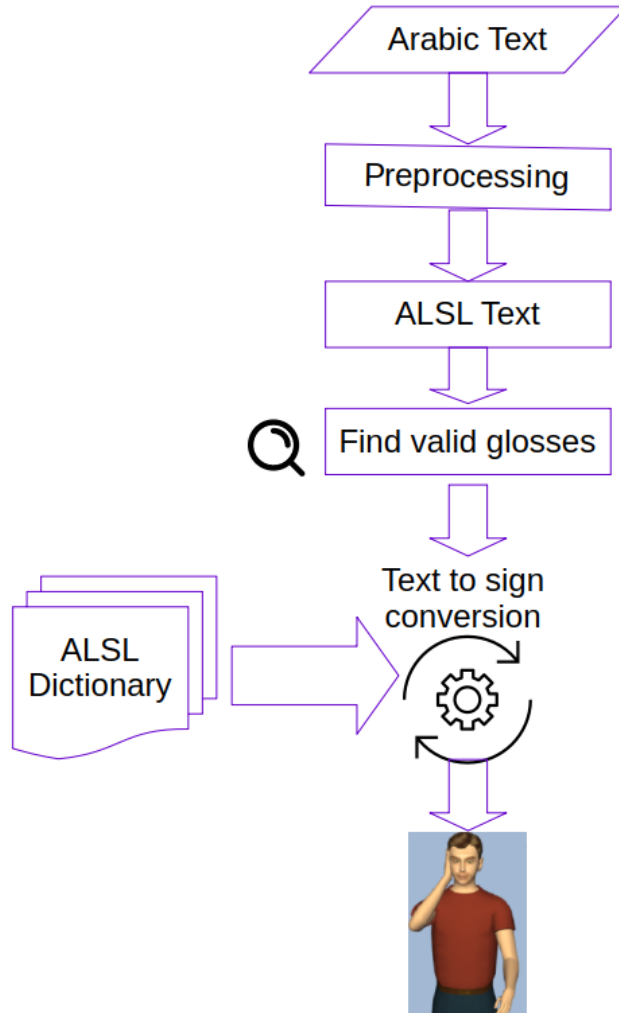 Arabic Text
Preprocessing
ALSL Text
Find valid glosses
Text to sign
conversion
ALSL
Dictionary